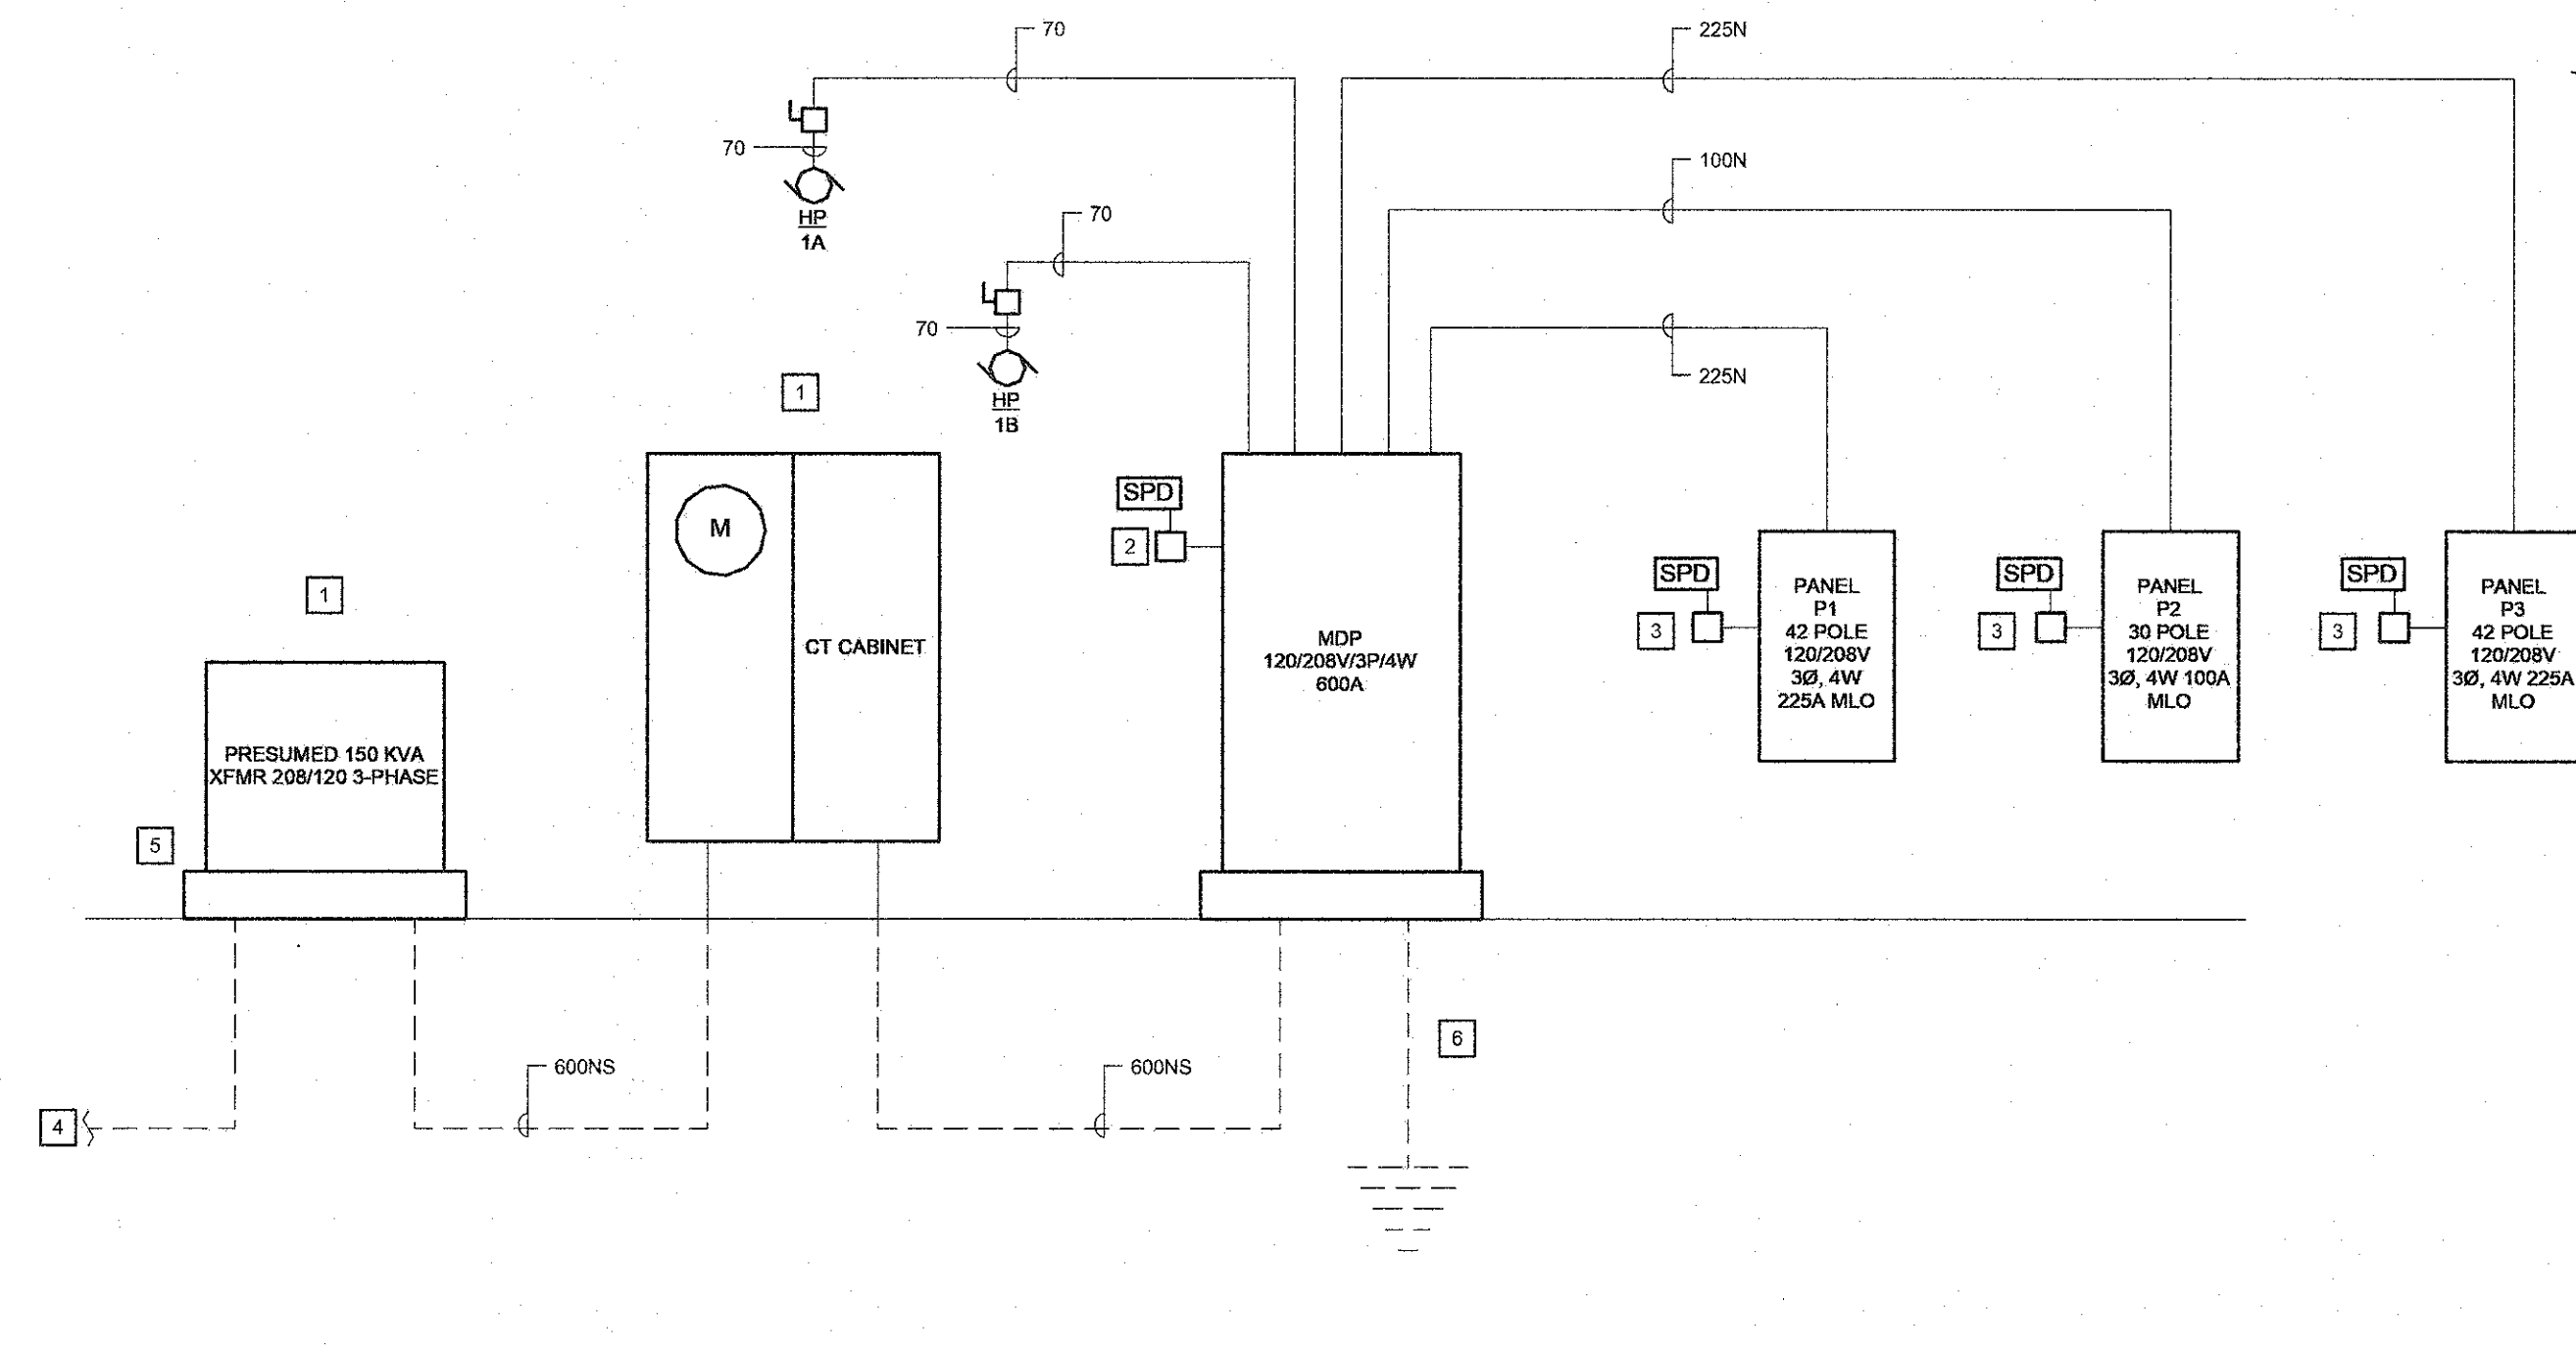 70
225N
70
HP
1A
100N
70
70
HP
1B
225N
1
M
CT CABINET
SPD
2
MDP
120/208V/3P/4W
600A
SPD
3
PANEL
P1
42 POLE
120/208V
3Ø, 4W
225A MLO
SPD
3
PANEL
P2
30 POLE
120/208V
3Ø, 4W 100A
MLO
SPD
3
PANEL
P3
42 POLE
120/208V
3Ø, 4W 225A
MLO
1
PRESUMED 150 KVA
XFMR 208/120 3-PHASE
5
6
600NS
600NS
4